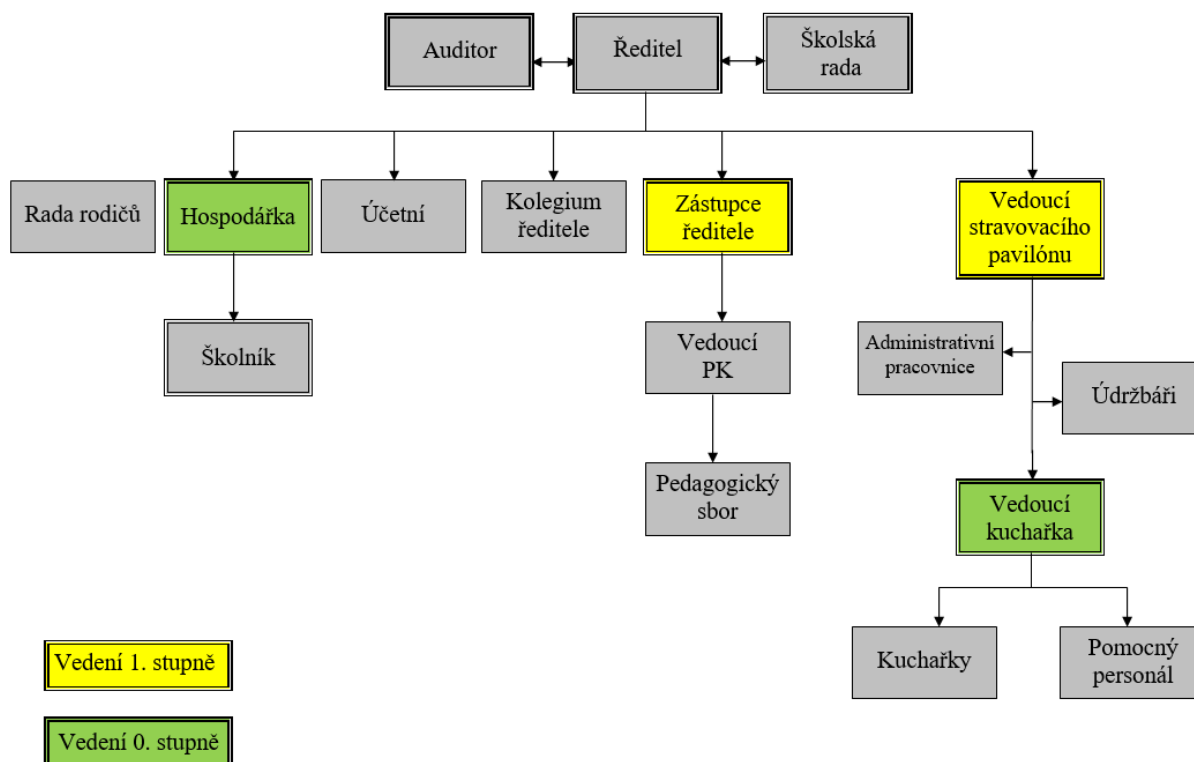 Auditor
Ředitel
Školská
rada
Rada rodičů
Hospodářka
Účetní
Kolegium
ředitele
Zástupce
ředitele
Vedoucí
stravovacího
pavilónu
Školník
Vedoucí
PK
Administrativní
pracovnice
Údržbáři
Pedagogický
sbor
Vedoucí
kuchařka
Kuchařky
Pomocný
personál
Vedení 1. stupně
Vedení 0. stupně